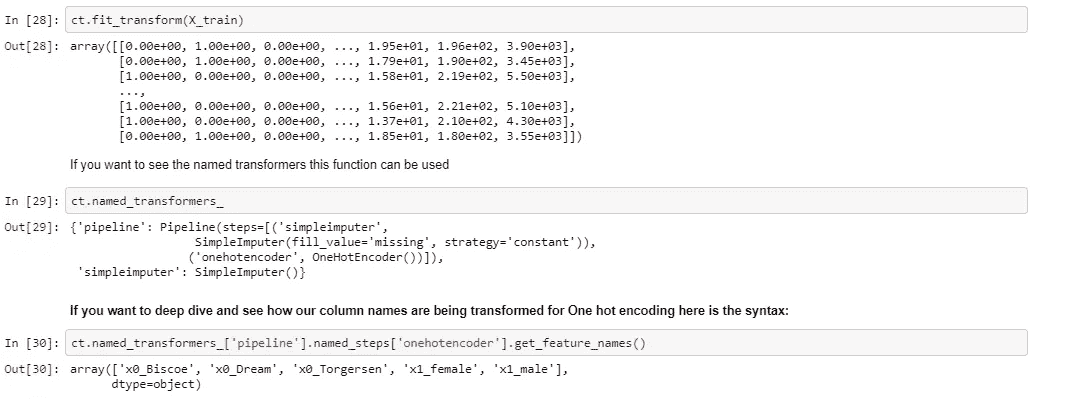 In [28]: ct.fit_transform(X_train)
Out[28]: array([[0.00e+00, 1.00e+00, 0.00e+00, ..., 1.95e+01, 1.96e+02, 3.90e+03],
[0.00e+00, 1.00e+00, 0.00e+00, ..., 1.79e+01, 1.90e+02, 3.45e+03],
[1.00e+00, 0.00e+00, 0.00e+00, ..., 1.58e+01, 2.19e+02, 5.50e+03],
...,
[1.00e+00, 0.00e+00, 0.00e+00, ..., 1.56e+01, 2.21e+02, 5.10e+03],
[1.00e+00, 0.00e+00, 0.00e+00, ..., 1.37e+01, 2.10e+02, 4.30e+03],
[0.00e+00, 1.00e+00, 0.00e+00, ..., 1.85e+01, 1.80e+02, 3.55e+03]])
If you want to see the named transformers this function can be used
In [29]: ct.named_transformers_
Out[29]: {'pipeline': Pipeline(steps=[('simpleimputer',
SimpleImputer(fill_value='missing', strategy='constant')),
('onehotencoder', OneHotEncoder())]),
'simpleimputer': SimpleImputer()}
If you want to deep dive and see how our column names are being transformed for One hot encoding here is the syntax:
In [30]: ct.named_transformers_['pipeline'].named_steps['onehotencoder'].get_feature_names()
Out[30]: array(['x0_Biscoe', 'x0_Dream', 'x0_Torgersen', 'x1_female', 'x1_male'],
dtype=object)